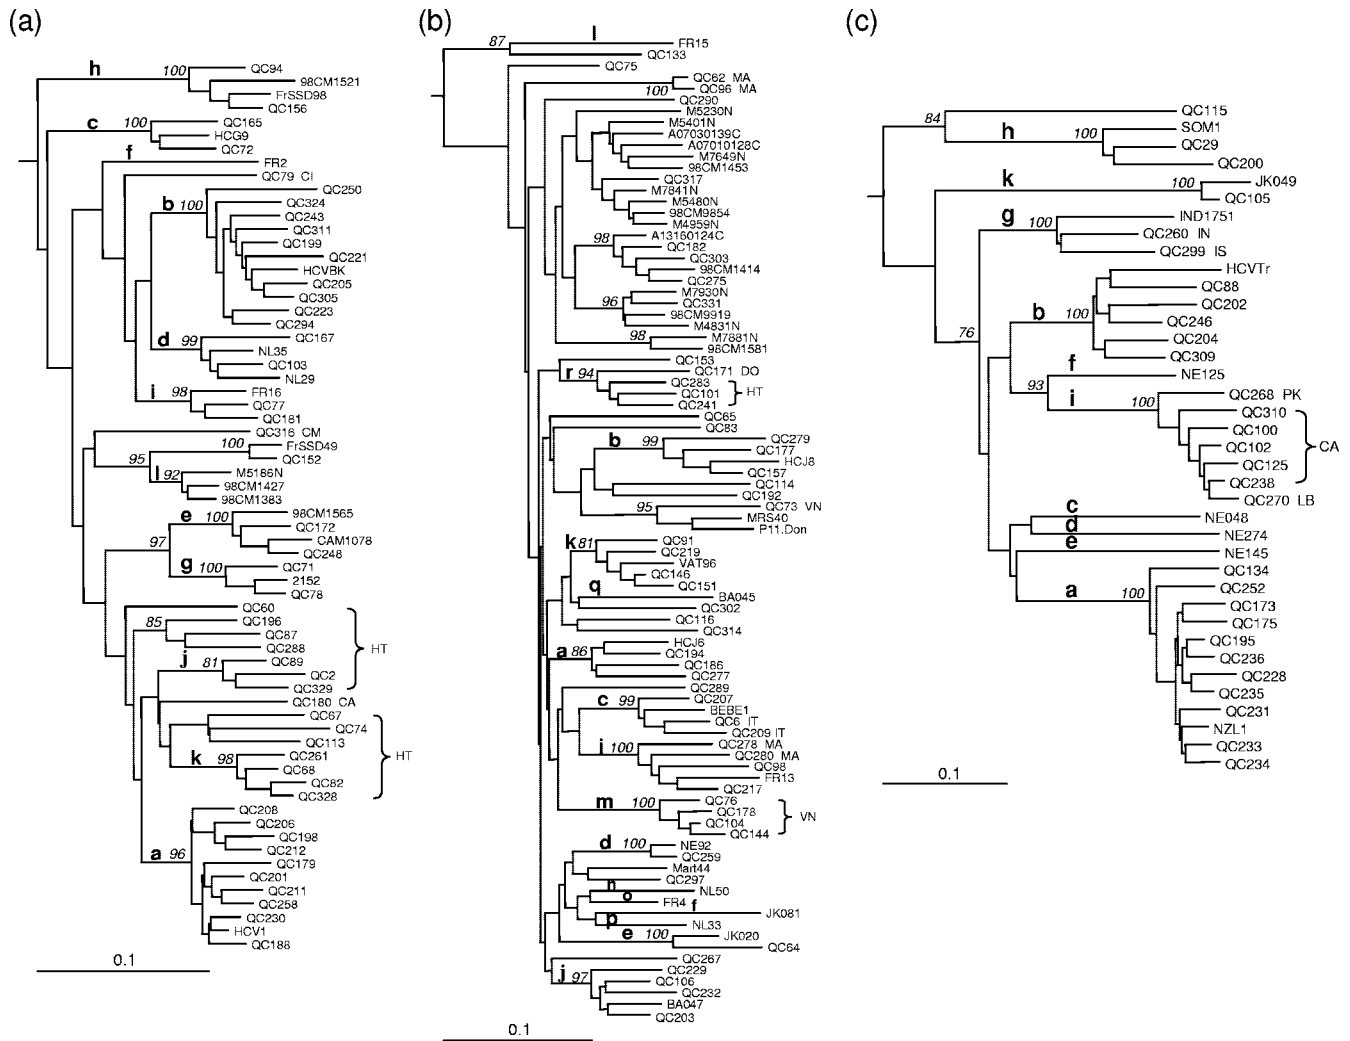 (a)
h
100
QC94
98CM1521
FrSSD98
QC156
c
100
QC165
HCG9
QC72
f
FR2
QC79 CI
b
100
QC250
QC324
QC243
QC311
QC199
QC221
HCVBK
QC205
QC305
QC223
QC294
d
99
QC167
NL35
QC103
NL29
i
98
FR16
QC77
QC181
QC316 CM
95
100
FrSSD49
QC152
l
92
M5186N
98CM1427
98CM1383
97
e
100
98CM1565
QC172
CAM1078
QC248
g
100
QC71
2152
QC78
QC60
85
QC196
QC87
QC288
j
81
QC89
QC2
QC329
HT
QC180 CA
QC67
QC74
QC113
k
98
QC261
QC68
QC82
QC328
HT
a
96
QC208
QC206
QC198
QC212
QC179
QC201
QC211
QC258
QC230
HCV1
QC188
0.1
(b)
87
l
FR15
QC133
QC75
QC62 MA
100
QC96 MA
QC290
M5230N
M5401N
A07030139C
A07010128C
M7649N
98CM1453
QC317
M7841N
M5480N
98CM9854
M4959N
98
A13160124C
QC182
QC303
98CM1414
QC275
96
M7930N
QC331
98CM9919
M4831N
98
M7881N
98CM1581
QC153
r
94
QC171 DO
QC283
QC101
QC241
HT
QC65
QC83
b
99
QC279
QC177
HCJ8
QC157
QC114
QC192
95
QC73 VN
MRS40
P11.Don
k
81
QC91
QC219
VAT96
QC146
QC151
q
BA045
QC302
QC116
QC314
a
86
HCJ6
QC194
QC186
QC277
QC289
c
99
QC207
BEBE1
QC6 IT
QC209 IT
i
100
QC278 MA
QC280 MA
QC98
FR13
QC217
m
100
QC76
QC178
QC104
QC144
VN
d
100
NE92
QC259
Mart44
QC297
n
NL50
o
FR4
f
JK081
p
NL33
e
100
JK020
QC64
QC267
j
97
QC229
QC106
QC232
BA047
QC203
0.1
(c)
84
QC115
h
100
SOM1
QC29
QC200
k
100
JK049
QC105
g
100
IND1751
QC260 IN
QC299 IS
76
b
100
HCVTr
QC88
QC202
QC246
QC204
QC309
93
f
NE125
i
100
QC268 PK
QC310
QC100
QC102
QC125
QC238
CA
QC270 LB
c
NE048
d
NE274
e
NE145
a
100
QC134
QC252
QC173
QC175
QC195
QC236
QC228
QC235
QC231
NZL1
QC233
QC234
0.1